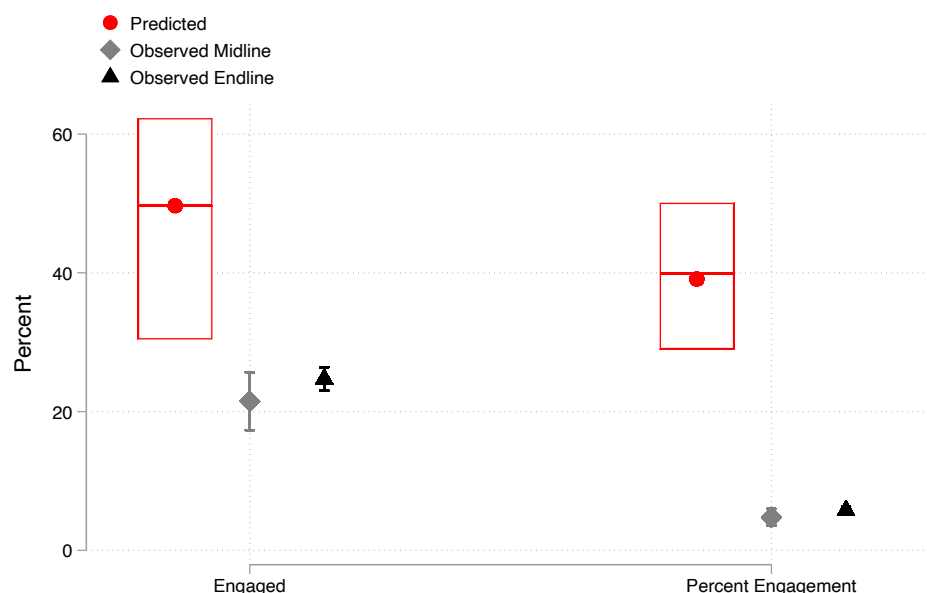 Predicted
Observed Midline
Observed Endline
Percent
60
40
20
0
Engaged
Percent Engagement